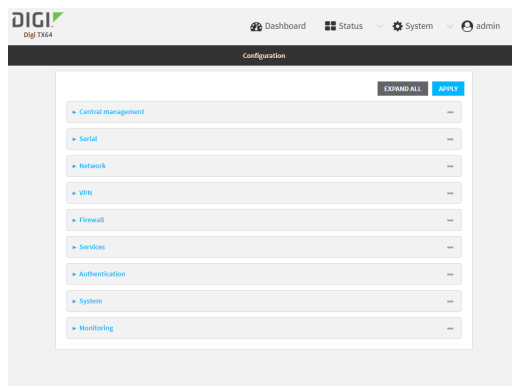 DIGI
Digi TX64
Dashboard Status System admin
Configuration
EXPAND ALL APPLY
Central management
Serial
Network
VPN
Firewall
Services
Authentication
System
Monitoring